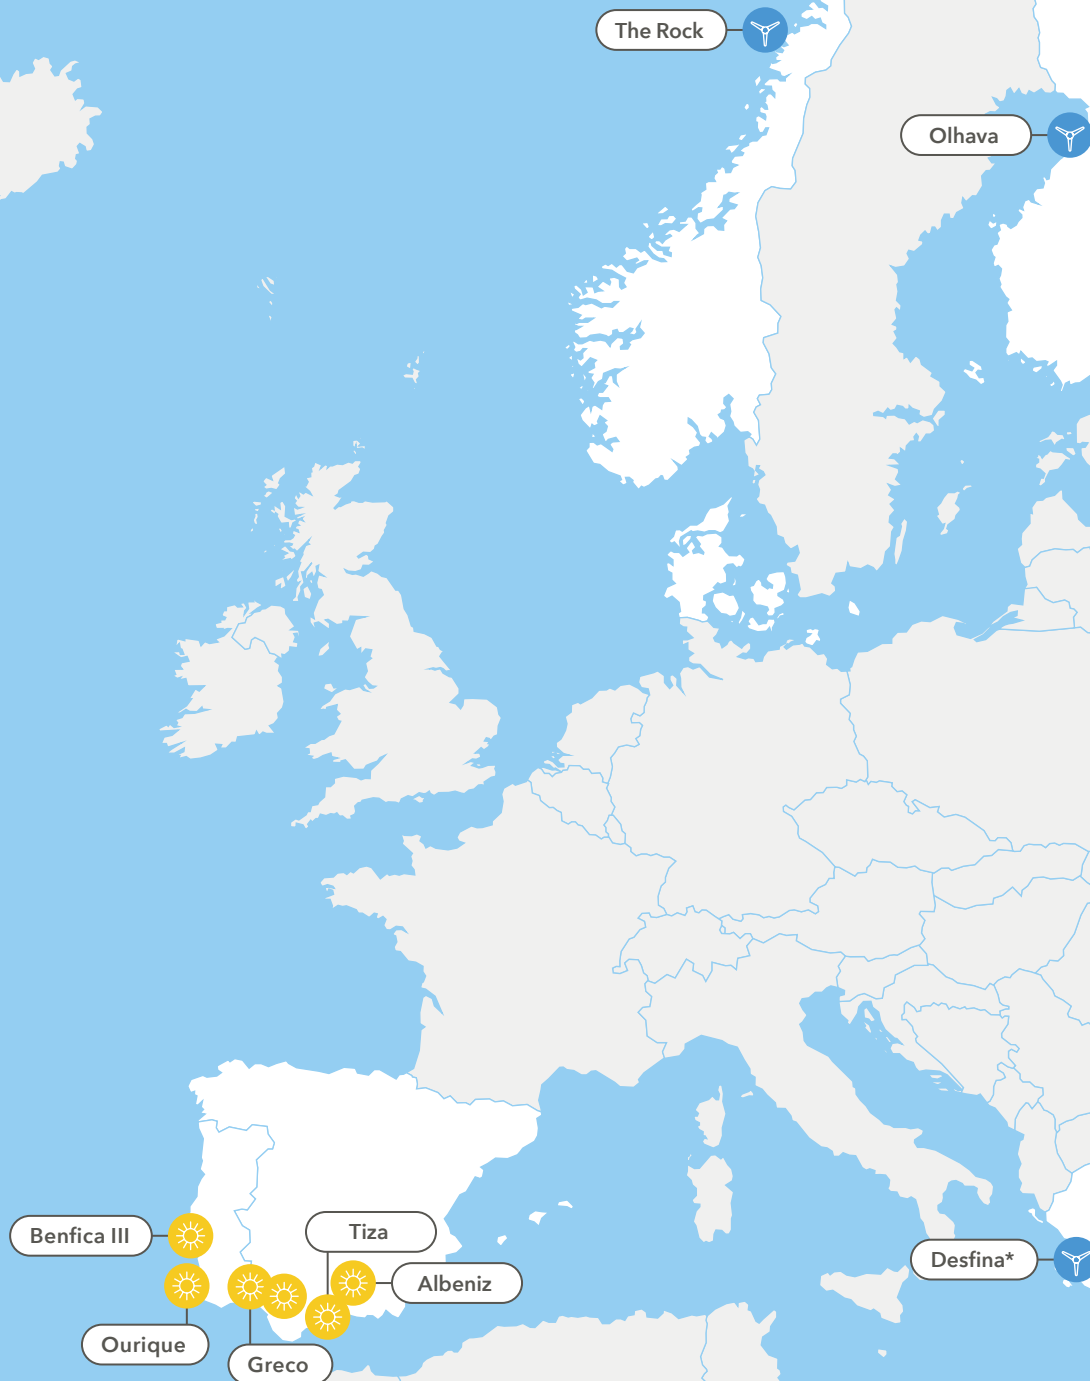 The Rock
Olhava
Benfica III
Tiza
Desfina*
Albeniz
Ourique
Greco